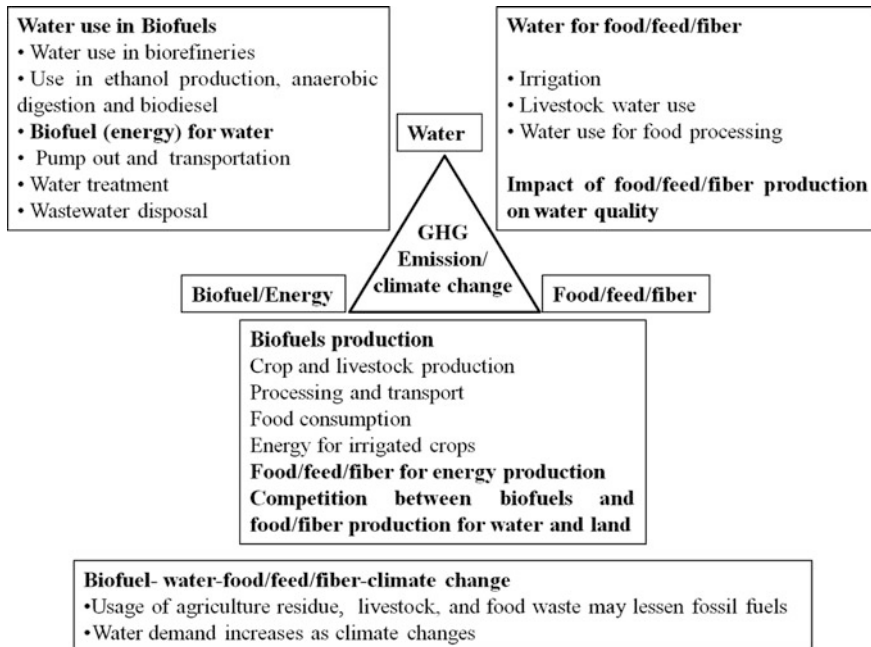 Water use in Biofuels
• Water use in biorefineries
• Use in ethanol production, anaerobic
digestion and biodiesel
• Biofuel (energy) for water
• Pump out and transportation
• Water treatment
• Wastewater disposal
Water for food/feed/fiber
• Irrigation
• Livestock water use
• Water use for food processing
Impact of food/feed/fiber production
on water quality
Water
GHG
Emission/
climate change
Biofuel/Energy
Food/feed/fiber
Biofuels production
Crop and livestock production
Processing and transport
Food consumption
Energy for irrigated crops
Food/feed/fiber for energy production
Competition between biofuels and
food/fiber production for water and land
Biofuel- water-food/feed/fiber-climate change
•Usage of agriculture residue, livestock, and food waste may lessen fossil fuels
•Water demand increases as climate changes